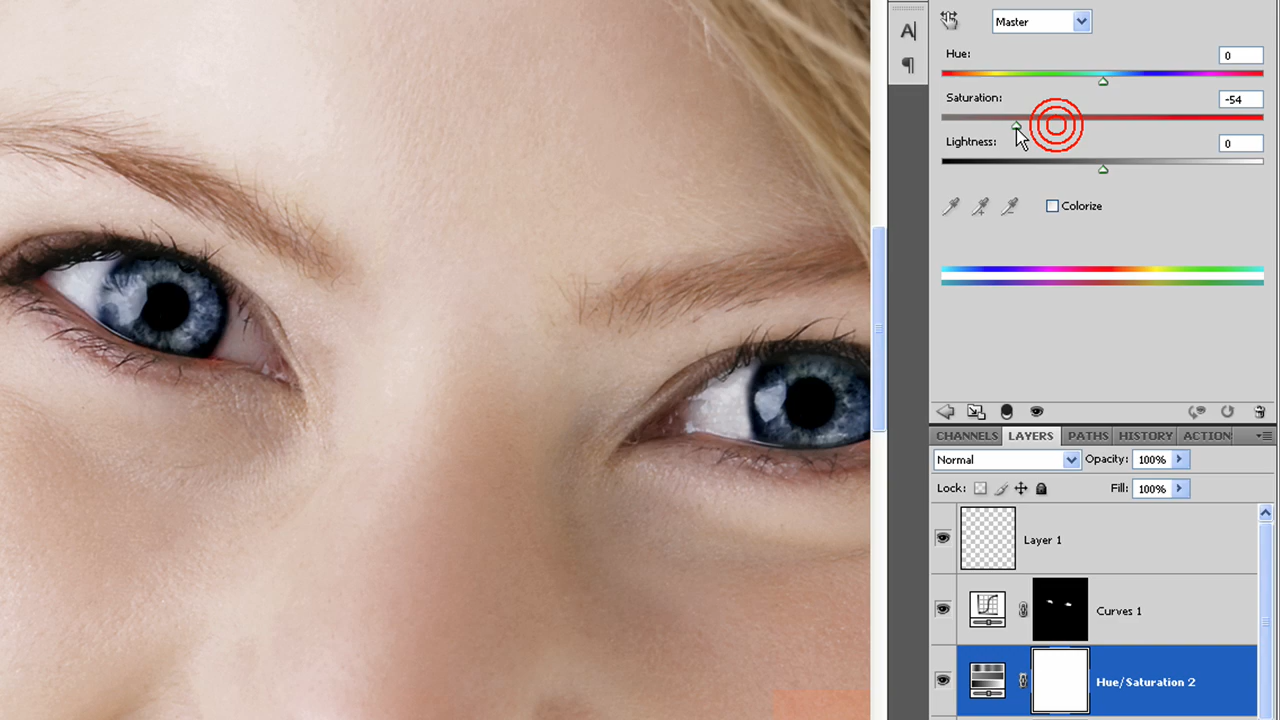 A|
¶
Master
Hue:
0
Saturation:
-54
Lightness:
0
Colorize
CHANNELS LAYERS PATHS HISTORY ACTION
Normal Opacity: 100%
Lock: Fill: 100%
Layer 1
Curves 1
Hue/Saturation 2